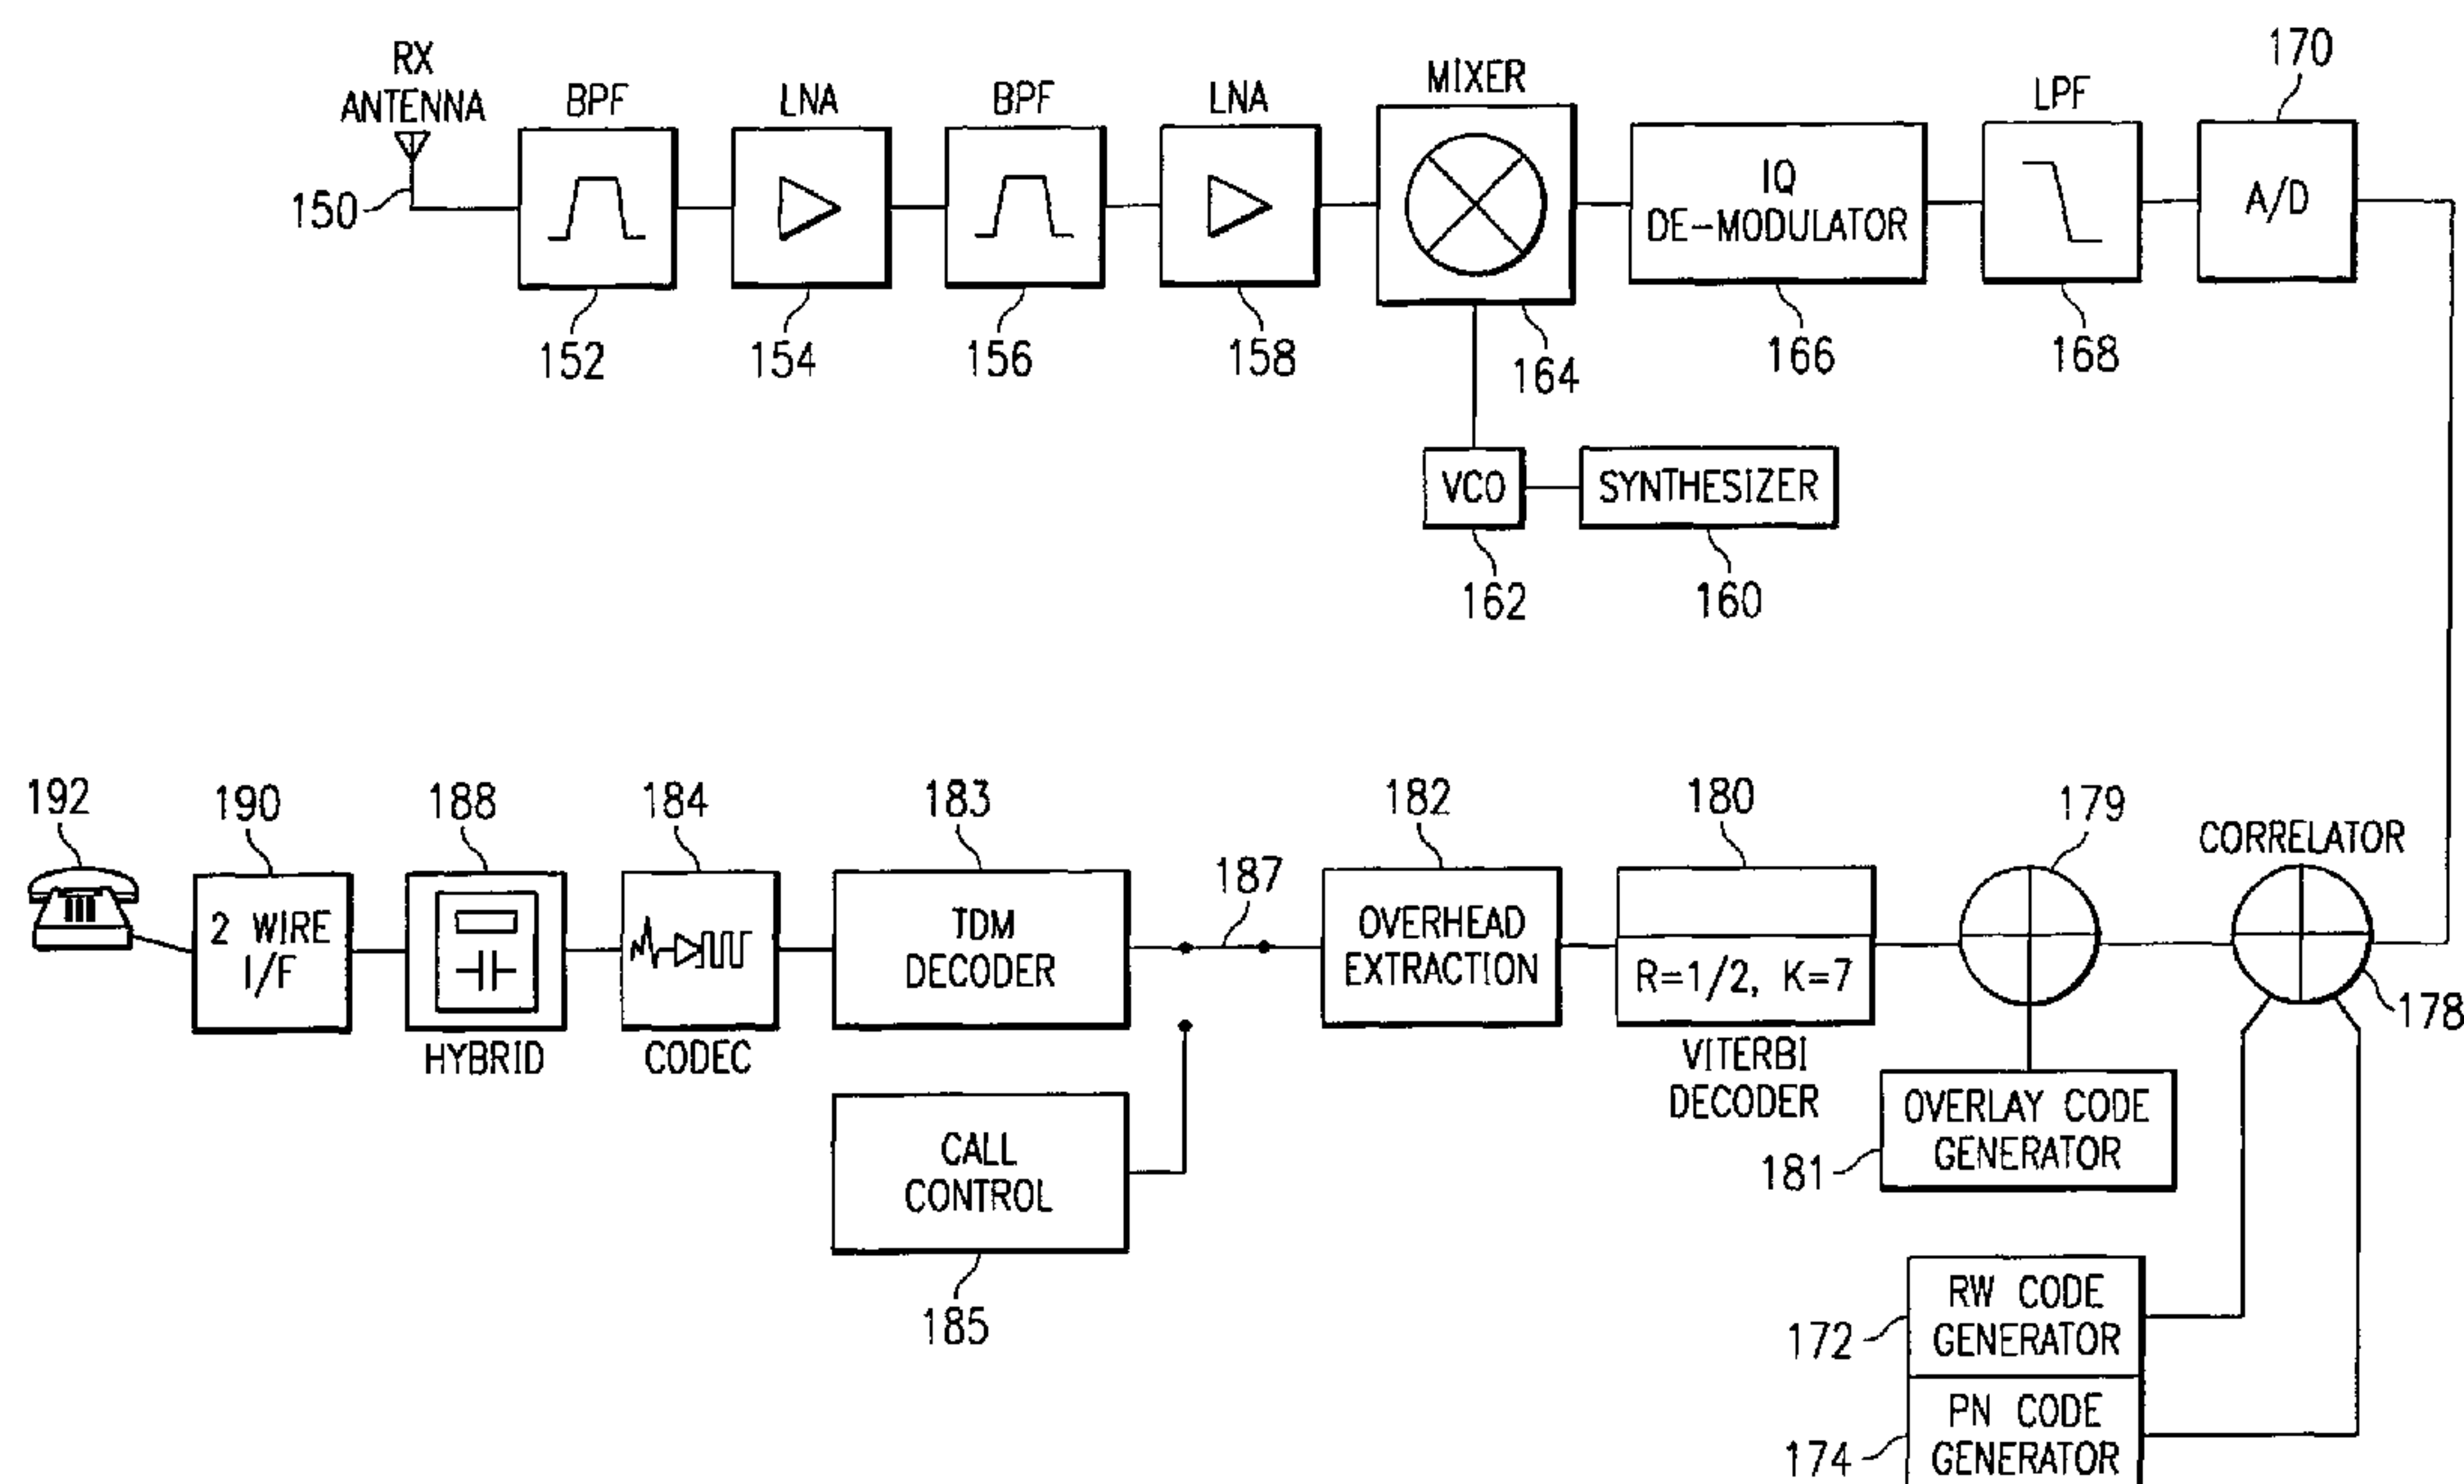 RX
ANTENNA
BPF
LNA
BPF
LNA
MIXER
LPF
170
IQ
DE-MODULATOR
A/D
150
152
154
156
158
164
166
168
VCO
SYNTHESIZER
162
160
192
190
188
184
183
187
182
180
179
CORRELATOR
2 WIRE
I/F
TDM
DECODER
OVERHEAD
EXTRACTION
R=1/2, K=7
178
HYBRID
CODEC
VITERBI
DECODER
CALL
CONTROL
OVERLAY CODE
GENERATOR
181
185
RW CODE
GENERATOR
172
PN CODE
GENERATOR
174